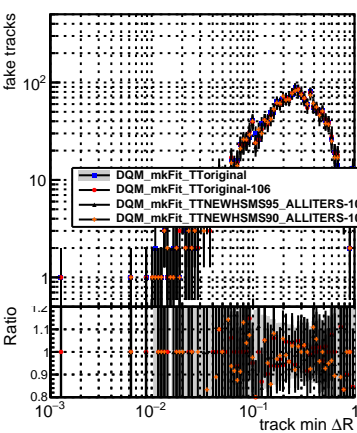 fake tracks
10²
10
1
DQM_mkFit_TToriginal
DQM_mkFit_TToriginal-106
DQM_mkFit_TTNEWHSMS95_ALLITERS-10
DQM_mkFit_TTNEWHSMS90_ALLITERS-10
Ratio
1.2
1.1
1
0.9
0.8
10⁻³ 10⁻² 10⁻¹ 1
track min ΔR